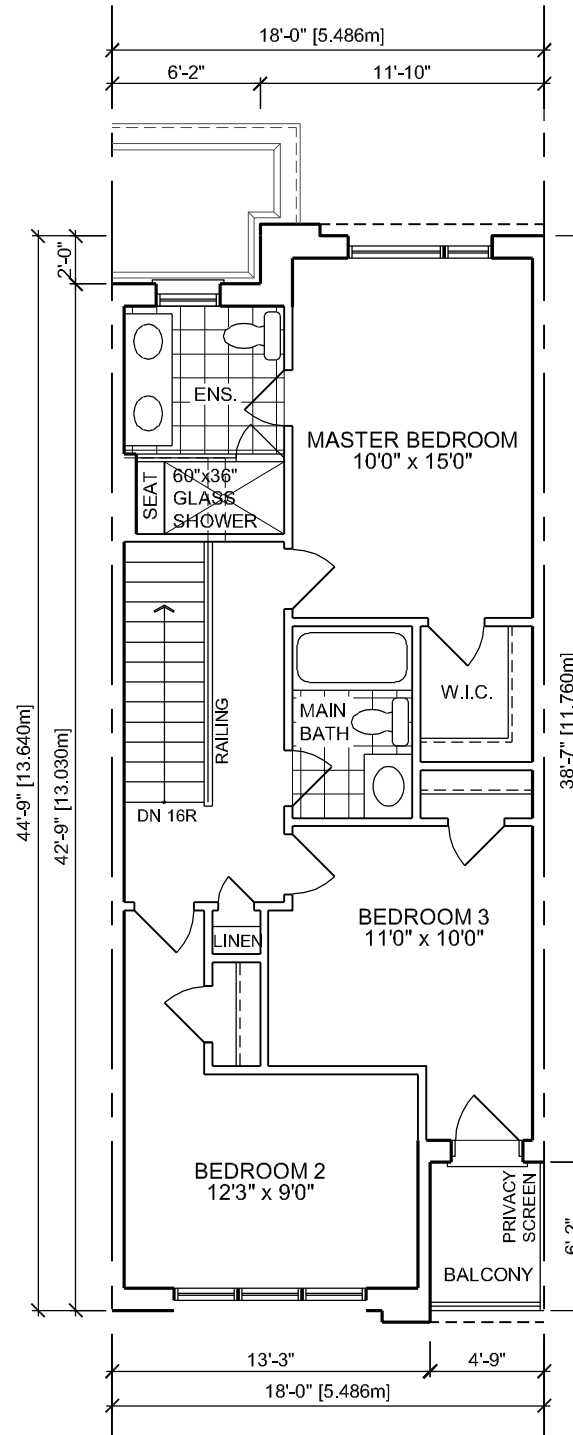 18'-0" [5.486m]
6'-2"
11'-10"
2'-0"
ENS.
MASTER BEDROOM
10'0" x 15'0"
SEAT
60"x36"
GLASS
SHOWER
W.I.C.
MAIN
BATH
RAILING
44'-9" [13.640m]
42'-9" [13.030m]
38'-7" [11.760m]
DN 16R
BEDROOM 3
11'0" x 10'0"
LINEN
BEDROOM 2
12'3" x 9'0"
PRIVACY
SCREEN
6'-2"
BALCONY
13'-3"
4'-9"
18'-0" [5.486m]